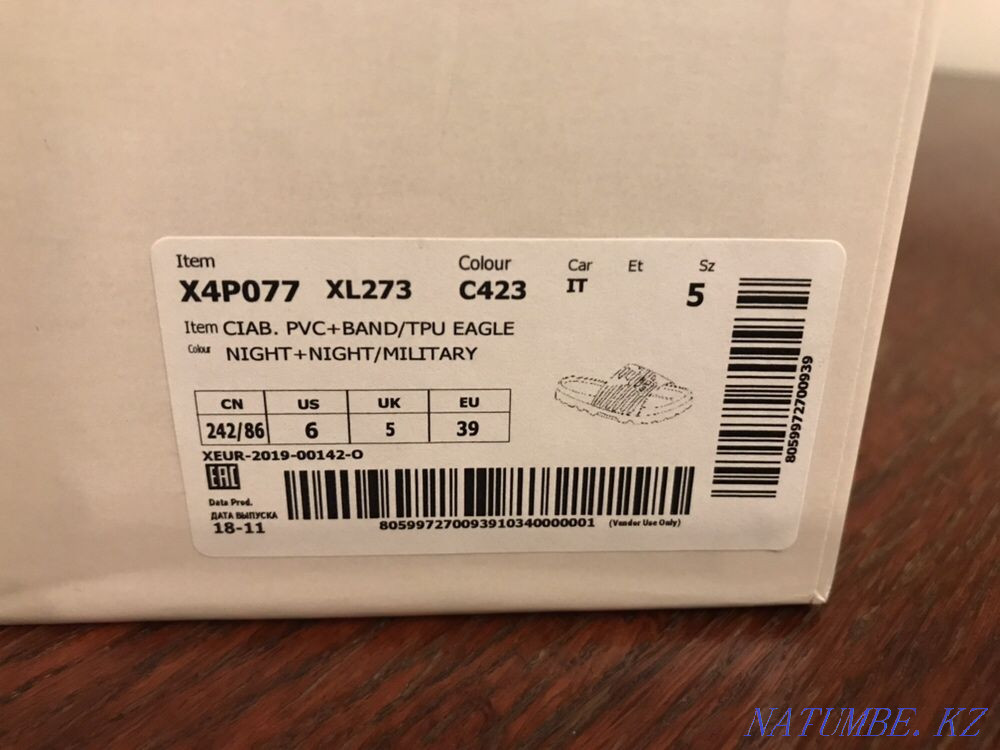 Item Colour Car Et Sz
X4P077 XL273 C423 IT 5
Item CIAB. PVC+BAND/TPU EAGLE
Colour NIGHT+NIGHT/MILITARY
CN US UK EU
242/86 6 5 39
XEUR-2019-00142-O
EAC
Data Prod.
ДАТА ВЫПУСКА
18-11
805997270093910340000001 (Vendor Use Only)
8059972700939
NATUMBE. KZ